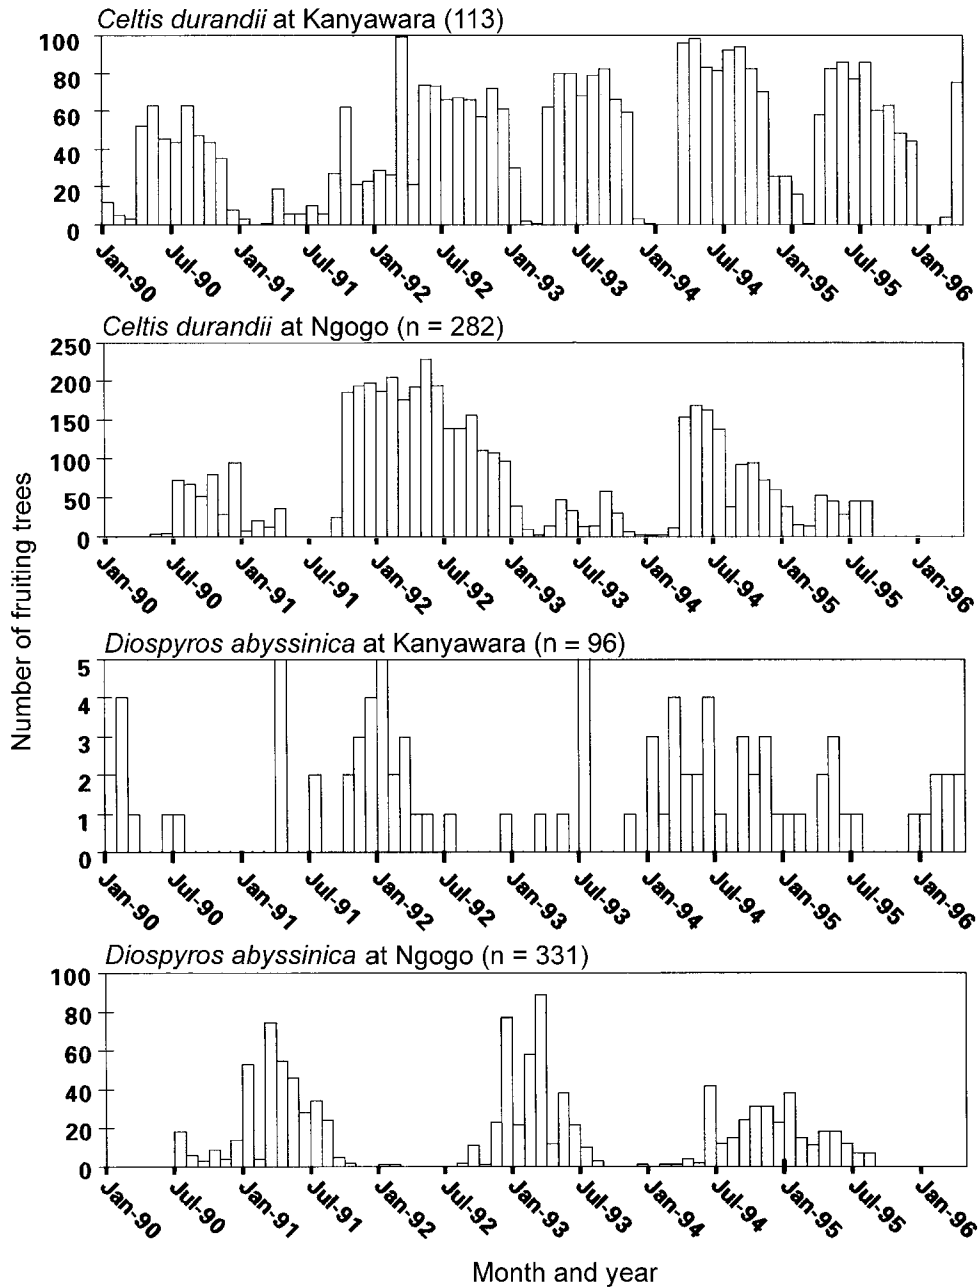 Celtis durandii at Kanyawara (113)
100
80
60
40
20
0
Jan-90 Jul-90 Jan-91 Jul-91 Jan-92 Jul-92 Jan-93 Jul-93 Jan-94 Jul-94 Jan-95 Jul-95 Jan-96
Celtis durandii at Ngogo (n = 282)
250
200
150
100
50
0
Jan-90 Jul-90 Jan-91 Jul-91 Jan-92 Jul-92 Jan-93 Jul-93 Jan-94 Jul-94 Jan-95 Jul-95 Jan-96
Number of fruiting trees
Diospyros abyssinica at Kanyawara (n = 96)
5
4
3
2
1
0
Jan-90 Jul-90 Jan-91 Jul-91 Jan-92 Jul-92 Jan-93 Jul-93 Jan-94 Jul-94 Jan-95 Jul-95 Jan-96
Diospyros abyssinica at Ngogo (n = 331)
100
80
60
40
20
0
Jan-90 Jul-90 Jan-91 Jul-91 Jan-92 Jul-92 Jan-93 Jul-93 Jan-94 Jul-94 Jan-95 Jul-95 Jan-96
Month and year